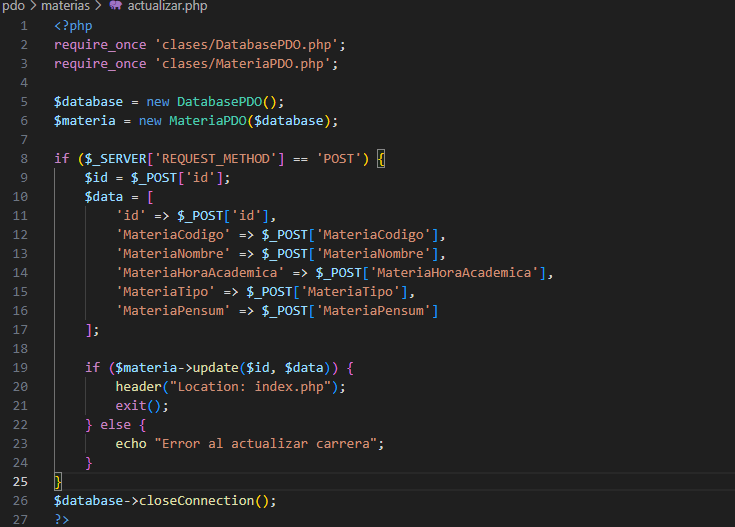 pdo > materias > actualizar.php
1 <?php
2 require_once 'clases/DatabasePDO.php';
3 require_once 'clases/MateriaPDO.php';
4
5 $database = new DatabasePDO();
6 $materia = new MateriaPDO($database);
7
8 if ($_SERVER['REQUEST_METHOD'] == 'POST') {
9     $id = $_POST['id'];
10     $data = [
11         'id' => $_POST['id'],
12         'MateriaCodigo' => $_POST['MateriaCodigo'],
13         'MateriaNombre' => $_POST['MateriaNombre'],
14         'MateriaHoraAcademica' => $_POST['MateriaHoraAcademica'],
15         'MateriaTipo' => $_POST['MateriaTipo'],
16         'MateriaPensum' => $_POST['MateriaPensum']
17     ];
18
19     if ($materia->update($id, $data)) {
20         header("Location: index.php");
21         exit();
22     } else {
23         echo "Error al actualizar carrera";
24     }
25 }
26 $database->closeConnection();
27 ?>